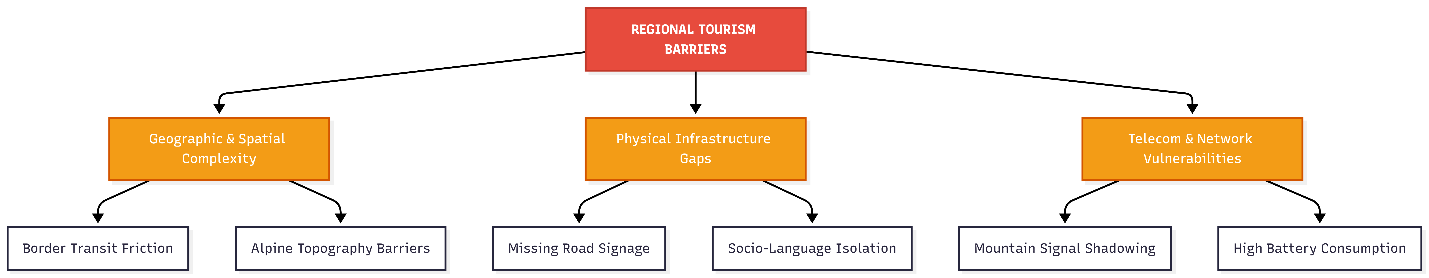 REGIONAL TOURISM
BARRIERS
Geographic & Spatial
Complexity
Physical Infrastructure
Gaps
Telecom & Network
Vulnerabilities
Border Transit Friction
Alpine Topography Barriers
Missing Road Signage
Socio-Language Isolation
Mountain Signal Shadowing
High Battery Consumption